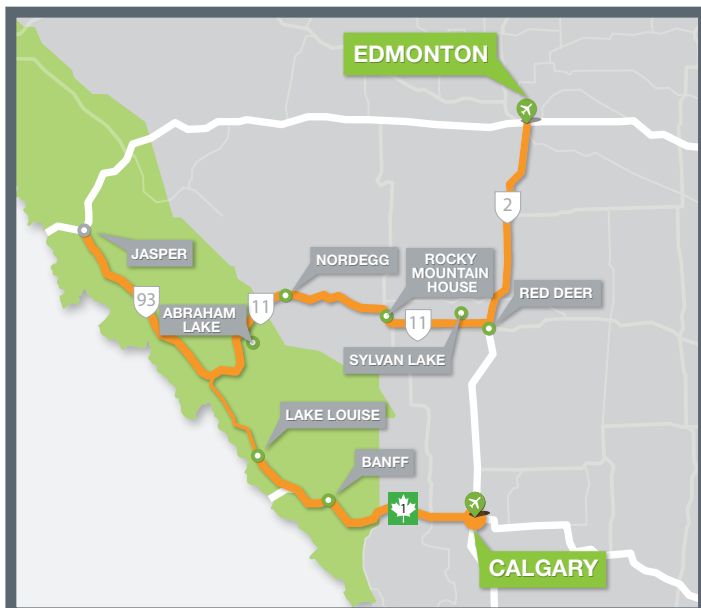 EDMONTON
2
JASPER
NORDEGG
ROCKY
MOUNTAIN
HOUSE
RED DEER
93
ABRAHAM
LAKE
11
11
SYLVAN LAKE
LAKE LOUISE
BANFF
1
CALGARY